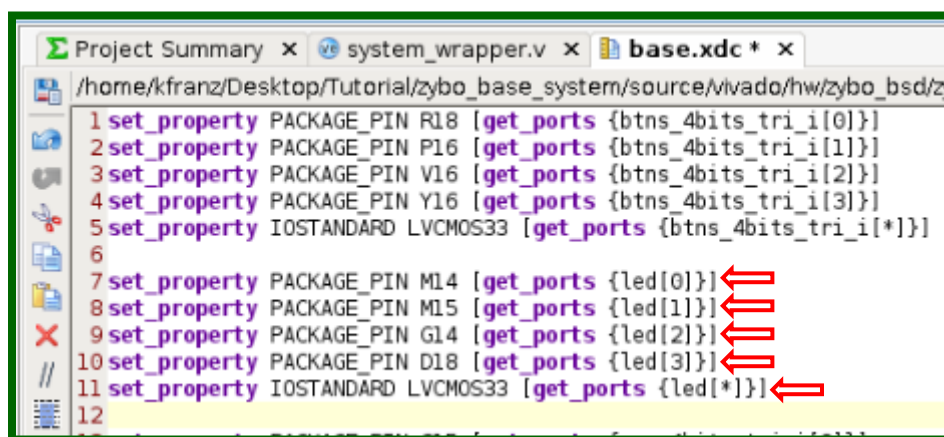 Project Summary × system_wrapper.v × base.xdc * ×
/home/kfranz/Desktop/Tutorial/zybo_base_system/source/vivado/hw/zybo_bsd/zy
1 set_property PACKAGE_PIN R18 [get_ports {btns_4bits_tri_i[0]}]
2 set_property PACKAGE_PIN P16 [get_ports {btns_4bits_tri_i[1]}]
3 set_property PACKAGE_PIN V16 [get_ports {btns_4bits_tri_i[2]}]
4 set_property PACKAGE_PIN Y16 [get_ports {btns_4bits_tri_i[3]}]
5 set_property IOSTANDARD LVCMOS33 [get_ports {btns_4bits_tri_i[*]}]
6
7 set_property PACKAGE_PIN M14 [get_ports {led[0]}]
8 set_property PACKAGE_PIN M15 [get_ports {led[1]}]
9 set_property PACKAGE_PIN G14 [get_ports {led[2]}]
10 set_property PACKAGE_PIN D18 [get_ports {led[3]}]
11 set_property IOSTANDARD LVCMOS33 [get_ports {led[*]}]
12